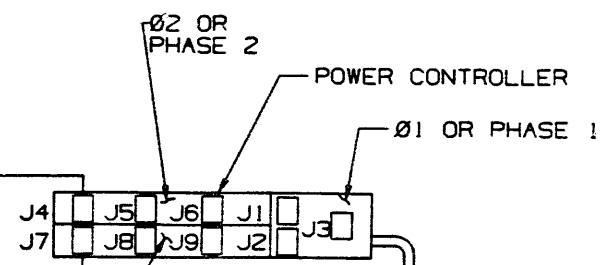 Ø2 OR
PHASE 2
POWER CONTROLLER
Ø1 OR PHASE 1
J4 J5 J6 J1 J3
J7 J8 J9 J2